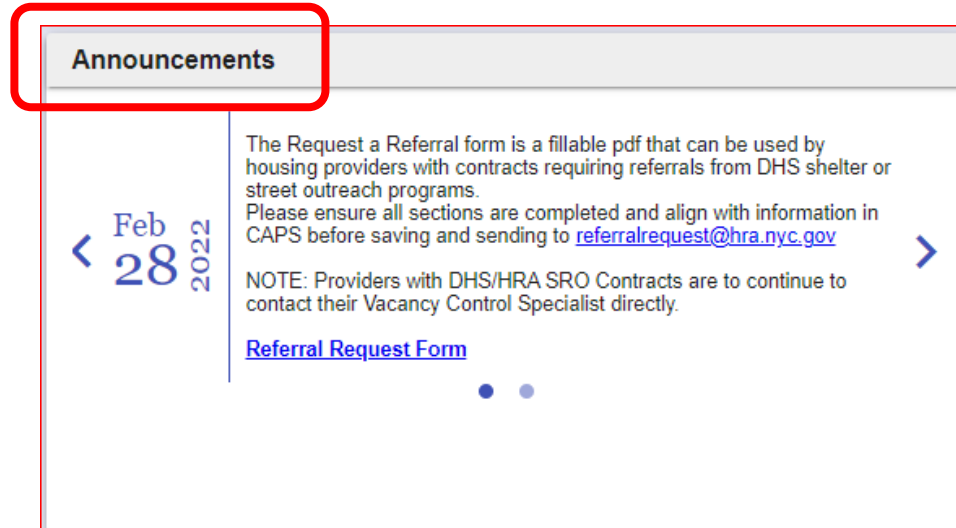 Announcements
Feb
28
2022
The Request a Referral form is a fillable pdf that can be used by
housing providers with contracts requiring referrals from DHS shelter or
street outreach programs.
Please ensure all sections are completed and align with information in
CAPS before saving and sending to referralrequest@hra.nyc.gov
NOTE: Providers with DHS/HRA SRO Contracts are to continue to
contact their Vacancy Control Specialist directly.
Referral Request Form